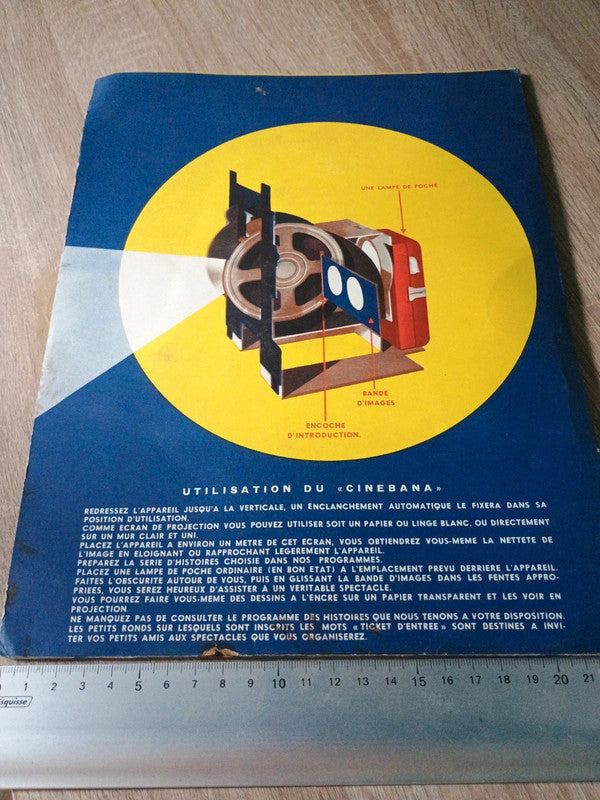 UNE LAMPE DE POCHE
BANDE
D'IMAGES
ENCOCHE
D'INTRODUCTION.
UTILISATION DU «CINEBANA»
REDRESSEZ L'APPAREIL JUSQU'A LA VERTICALE, UN ENCLANCHEMENT AUTOMATIQUE LE FIXERA DANS SA
POSITION D'UTILISATION.
COMME ECRAN DE PROJECTION VOUS POUVEZ UTILISER SOIT UN PAPIER OU LINGE BLANC, OU DIRECTEMENT
SUR UN MUR CLAIR ET UNI.
PLACEZ L'APPAREIL A ENVIRON UN METRE DE CET ECRAN, VOUS OBTIENDREZ VOUS-MEME LA NETTETE DE
L'IMAGE EN ELOIGNANT OU RAPPROCHANT LEGEREMENT L'APPAREIL.
PREPAREZ LA SERIE D'HISTOIRES CHOISIE DANS NOS PROGRAMMES.
PLACEZ UNE LAMPE DE POCHE ORDINAIRE (EN BON ETAT) A L'EMPLACEMENT PREVU DERRIERE L'APPAREIL.
FAITES L'OBSCURITE AUTOUR DE VOUS, PUIS EN GLISSANT LA BANDE D'IMAGES DANS LES FENTES APPRO-
PRIEES, VOUS SEREZ HEUREUX D'ASSISTER A UN VERITABLE SPECTACLE.
VOUS POURREZ FAIRE VOUS-MEME DES DESSINS A L'ENCRE SUR UN PAPIER TRANSPARENT ET LES VOIR EN
PROJECTION.
NE MANQUEZ PAS DE CONSULTER LE PROGRAMME DES HISTOIRES QUE NOUS TENONS A VOTRE DISPOSITION.
LES PETITS RONDS SUR LESQUELS SONT INSCRITS LES MOTS «TICKET D'ENTREE» SONT DESTINES A INVI-
TER VOS PETITS AMIS AUX SPECTACLES QUE VOUS ORGANISEREZ.
0 1 2 3 4 5 6 7 8 9 10 11 12 13 14 15 16 17 18 19 20 21